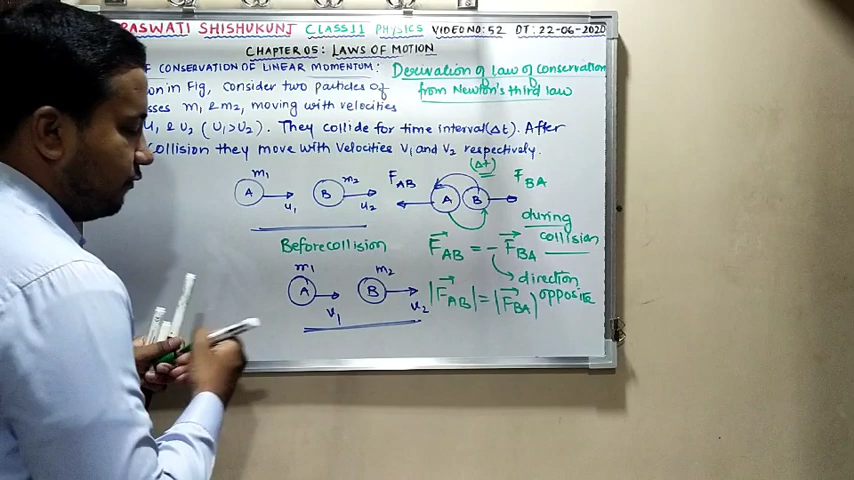 RASWATI SHISHUKUNJ CLASS 11 PHYSICS VIDEO NO: 52 DT: 22-06-2020
CHAPTER 05: LAWS OF MOTION
OF CONSERVATION OF LINEAR MOMENTUM: Derivation of law of conservation
from Newton's third law
in Fig, Consider two particles of
m1 & m2, moving with velocities
u1 & u2 (u1>u2). They collide for time interval (Δt). After
collision they move with velocities v1 and v2 respectively.
(Δt)
m1 m2 FAB FBA
A B A B
u1 u2
during
collision
Before collision
FAB = - FBA
direction
opposite
m1 m2
A B
v1 v2
|FAB| = |FBA|